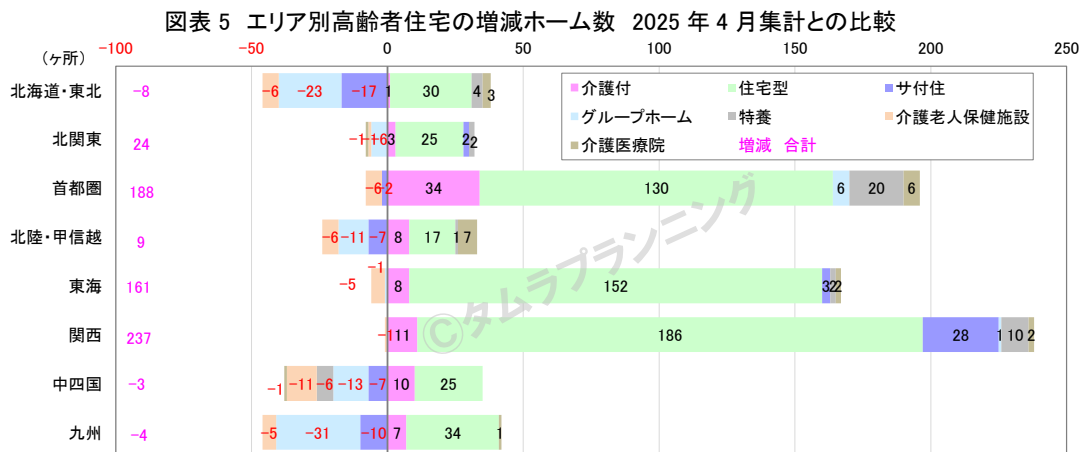 図表 5 エリア別高齢者住宅の増減ホーム数 2025 年 4 月集計との比較
-100 -50 0 50 100 150 200 250
（ヶ所）
介護付 住宅型 サ付住
グループホーム 特養 介護老人保健施設
介護医療院 増減 合計
北海道・東北 -8 -6 -23 -17 1 30 4 3
北関東 24 -1 -1 -6 3 25 2 2
首都圏 188 -6 -2 34 130 6 20 6
北陸・甲信越 9 -6 -11 -7 8 17 1 7
東海 161 -5 -1 8 152 3 2 2
関西 237 -1 11 186 28 1 10 2
中四国 -3 -1 -11 -6 -13 -7 10 25
九州 -4 -5 -31 -10 7 34 1
©タムラプランニング